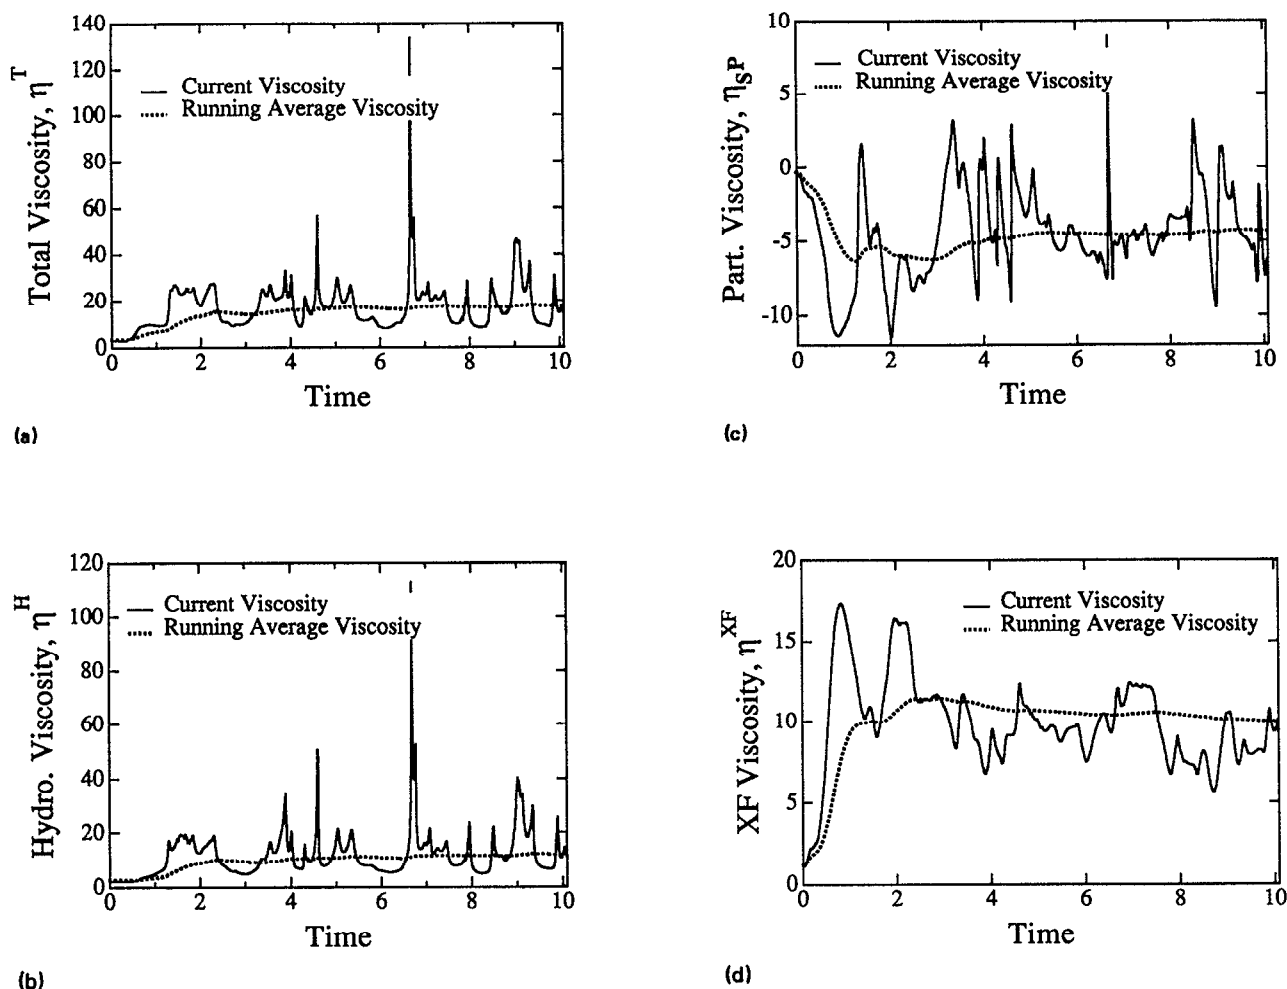 140
120
100
80
60
40
20
0
Total Viscosity, η^T
Current Viscosity
Running Average Viscosity
0 2 4 6 8 10
Time
(a)
10
5
0
-5
-10
Part. Viscosity, η_S^P
Current Viscosity
Running Average Viscosity
0 2 4 6 8 10
Time
(c)
120
100
80
60
40
20
0
Hydro. Viscosity, η^H
Current Viscosity
Running Average Viscosity
0 2 4 6 8 10
Time
(b)
20
15
10
5
0
XF Viscosity, η^XF
Current Viscosity
Running Average Viscosity
0 2 4 6 8 10
Time
(d)